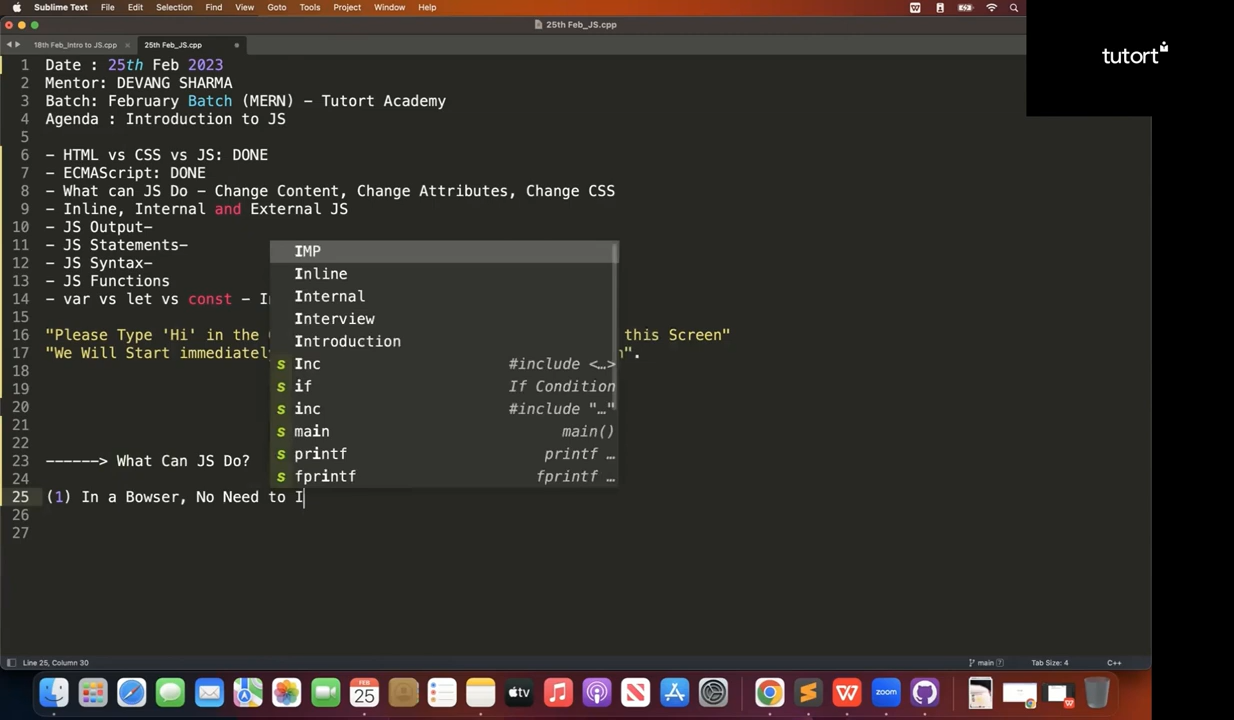 Sublime Text File Edit Selection Find View Goto Tools Project Window Help
25th Feb_JS.cpp
18th Feb_Intro to JS.cpp 25th Feb_JS.cpp
tutort
1 Date : 25th Feb 2023
2 Mentor: DEVANG SHARMA
3 Batch: February Batch (MERN) - Tutort Academy
4 Agenda : Introduction to JS
5
6 - HTML vs CSS vs JS: DONE
7 - ECMAScript: DONE
8 - What can JS Do - Change Content, Change Attributes, Change CSS
9 - Inline, Internal and External JS
10 - JS Output-
11 - JS Statements-
12 - JS Syntax-
13 - JS Functions
14 - var vs let vs const - I
15
16 "Please Type 'Hi' in the this Screen"
17 "We Will Start immediately ".
18
19
20
21
22
23 ------> What Can JS Do?
24
25 (1) In a Bowser, No Need to I
26
27
IMP
Inline
Internal
Interview
Introduction
s Inc #include <…>
s if If Condition
s inc #include "…"
s main main()
s printf printf …
s fprintf fprintf …
Line 25, Column 30 main Tab Size: 4 C++
FEB
25
tv
zoom